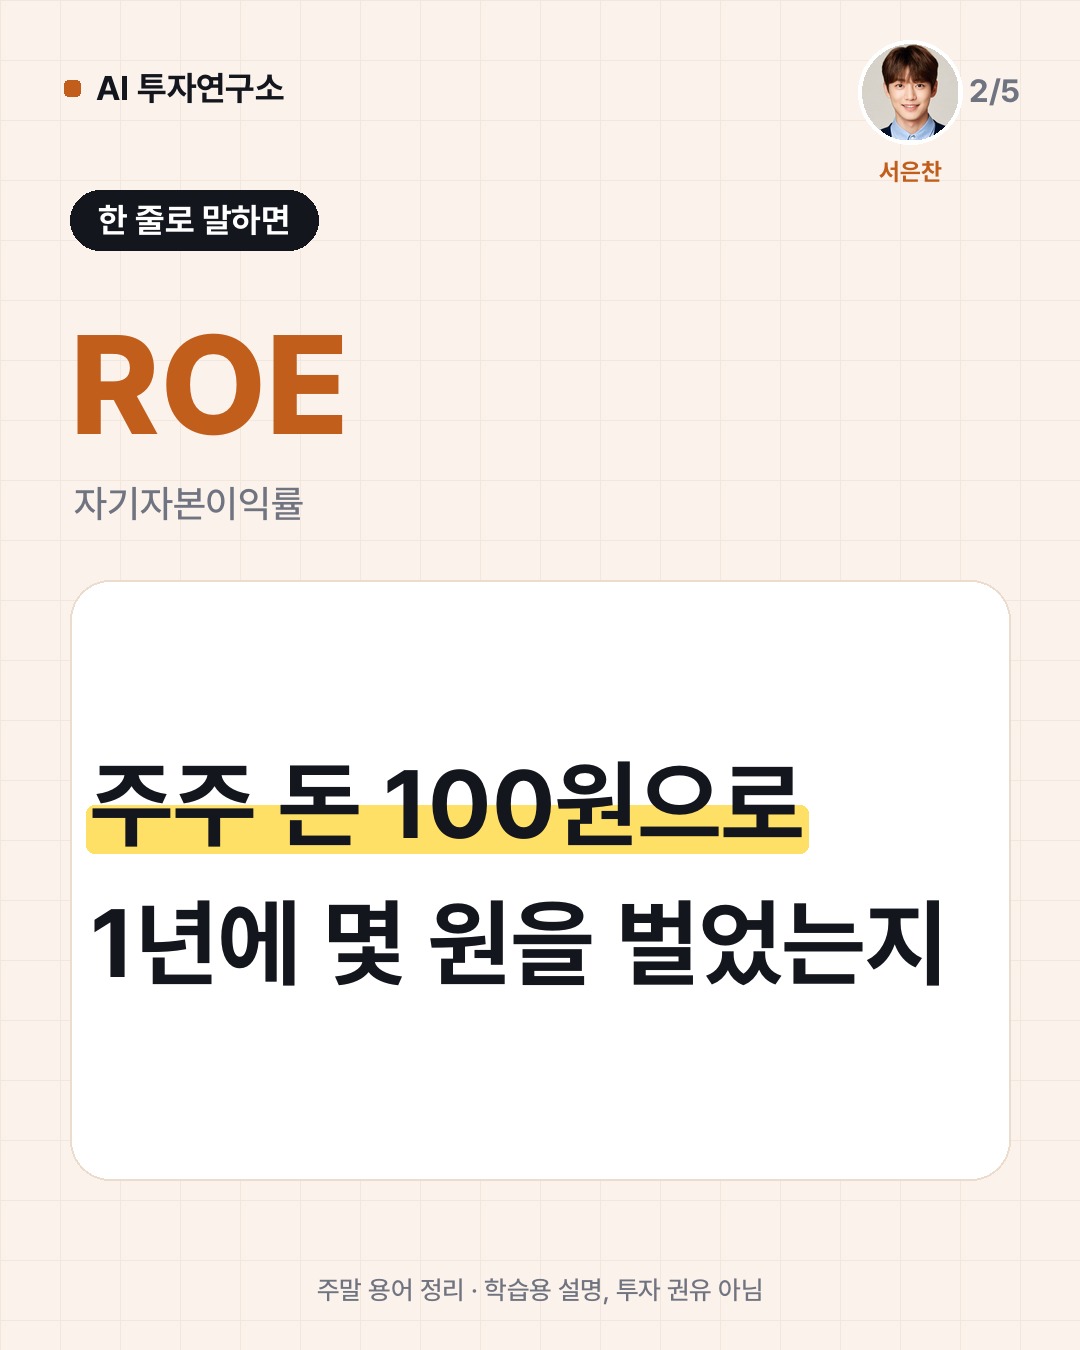 AI 투자연구소
2/5
서은찬
한 줄로 말하면
ROE
자기자본이익률
주주 돈 100원으로
1년에 몇 원을 벌었는지
주말 용어 정리 · 학습용 설명, 투자 권유 아님